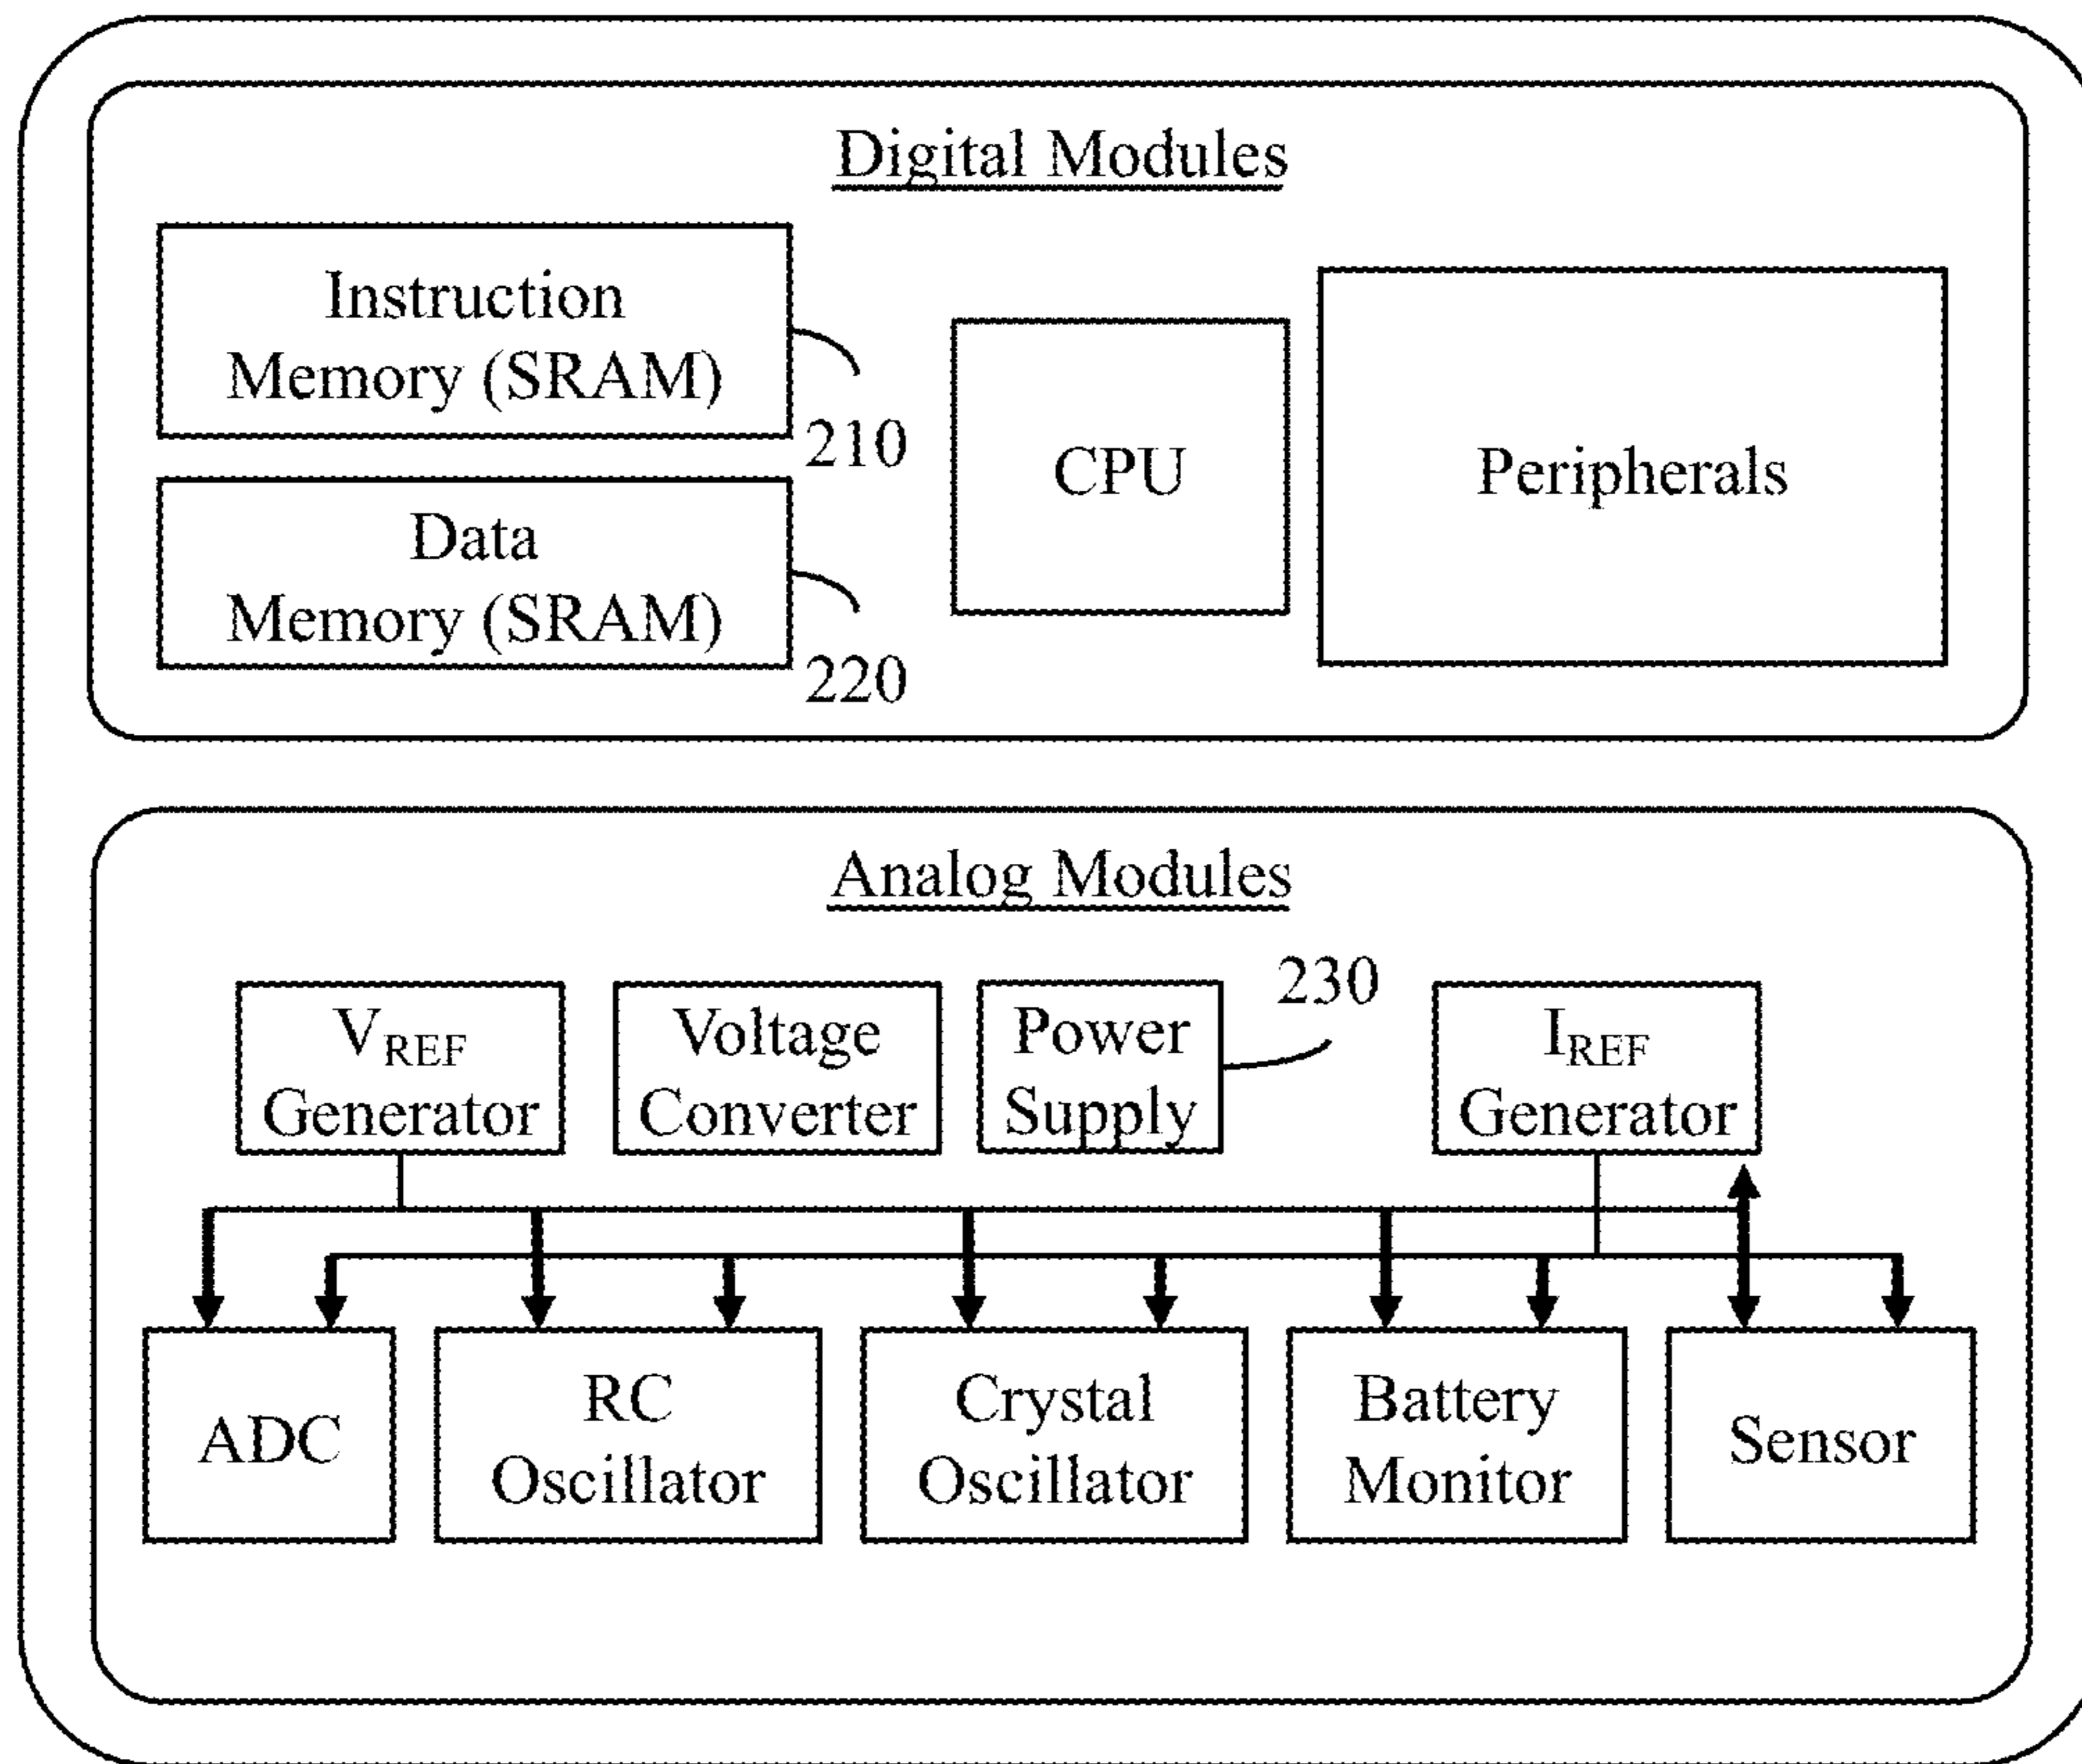 Digital Modules
Instruction
Memory (SRAM)
210
Data
Memory (SRAM)
220
CPU
Peripherals
Analog Modules
VREF
Generator
Voltage
Converter
Power
Supply
230
IREF
Generator
ADC
RC
Oscillator
Crystal
Oscillator
Battery
Monitor
Sensor